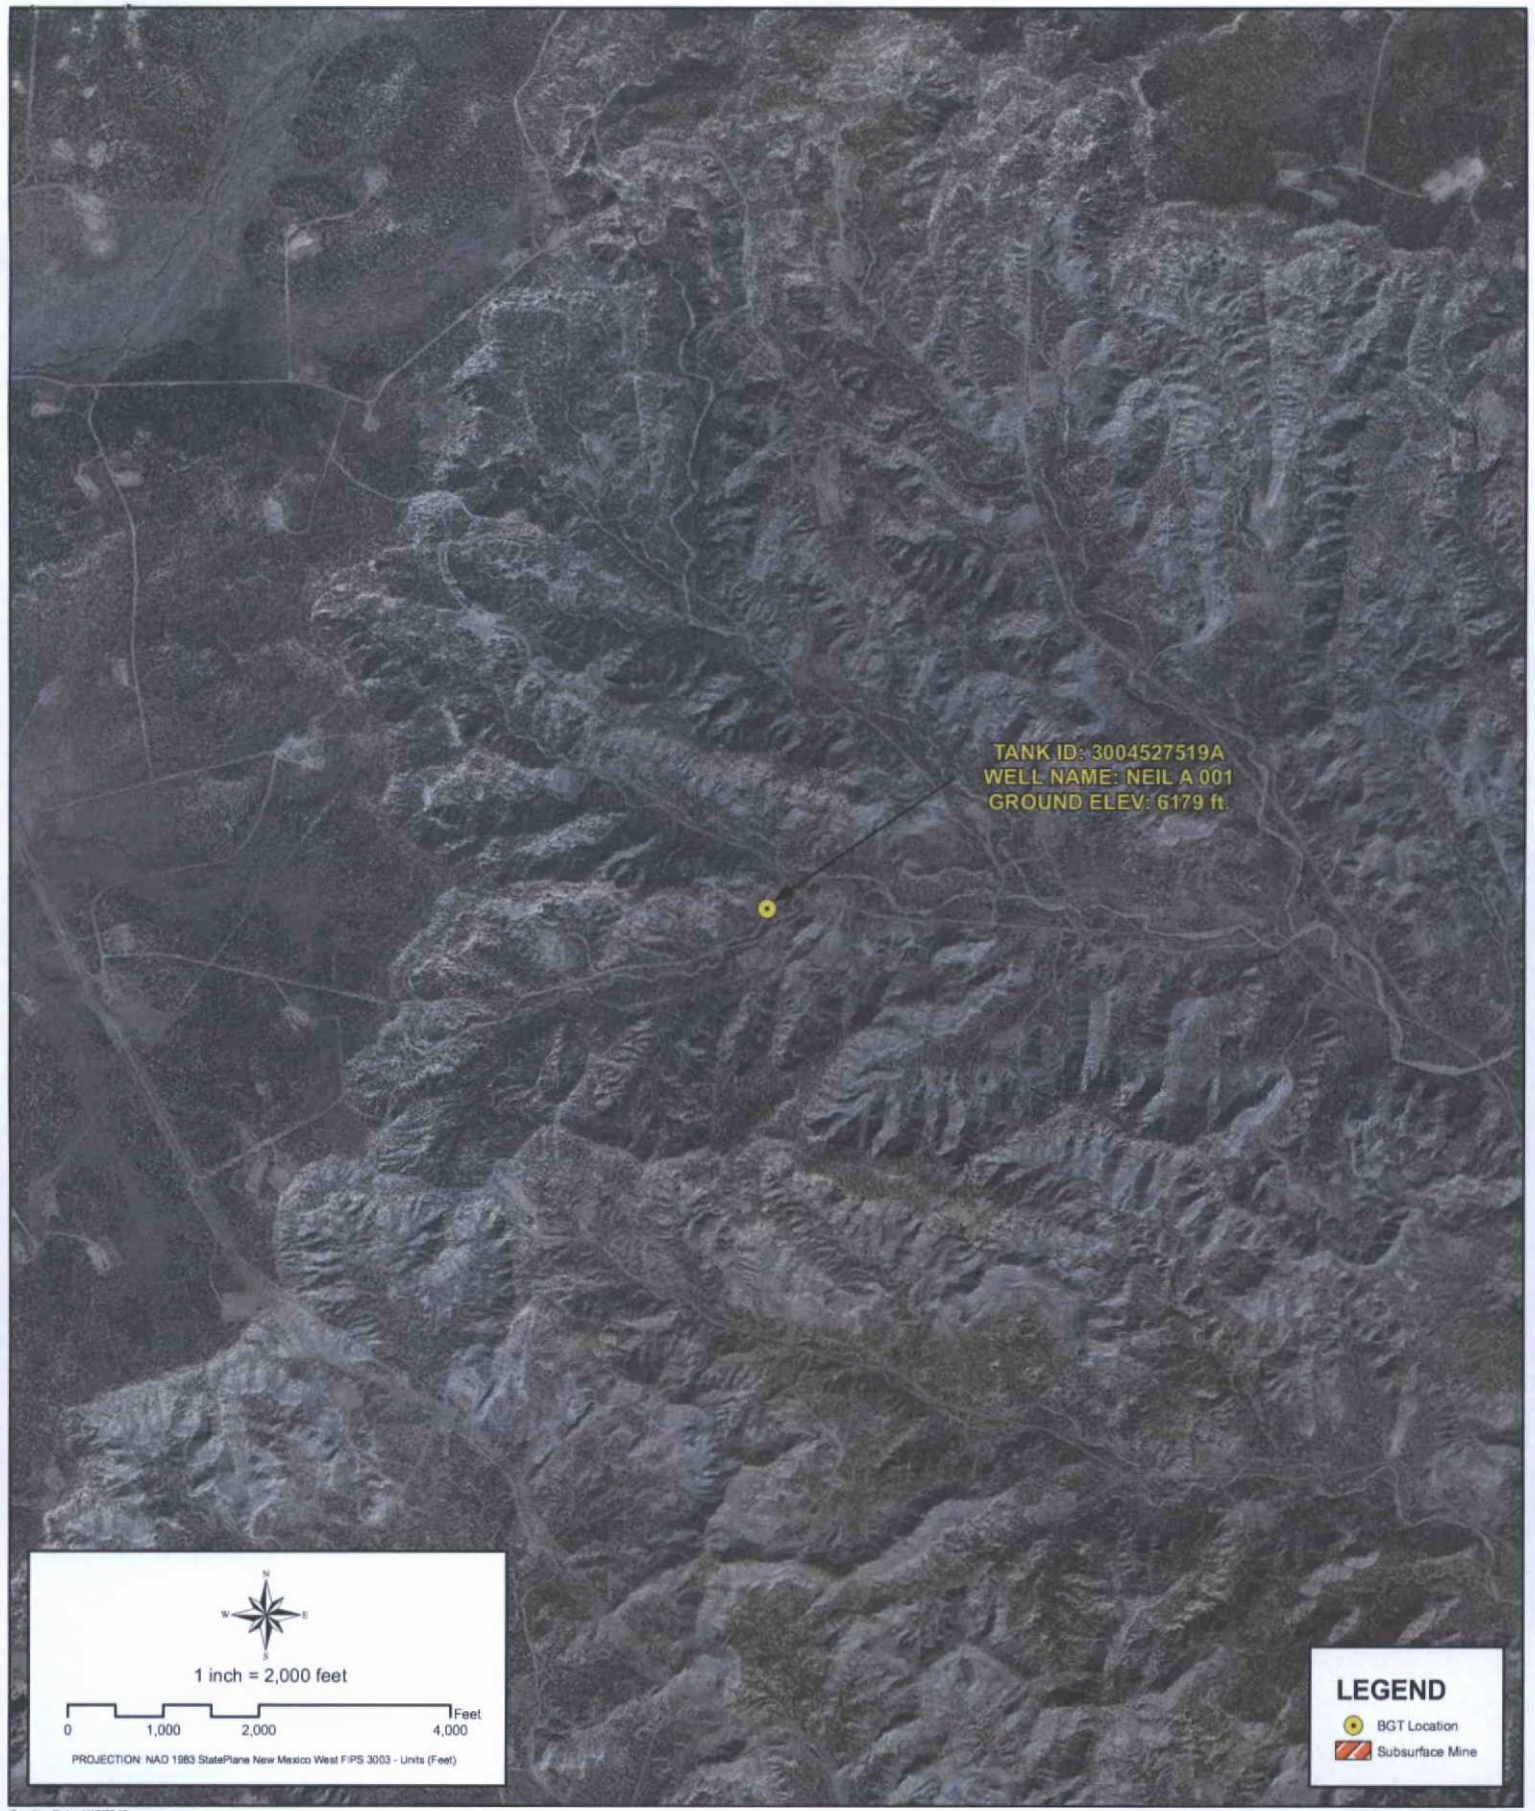 TANK ID: 3004527519A
WELL NAME: NEIL A 001
GROUND ELEV: 6179 ft.
N
W E
S
1 inch = 2,000 feet
Feet
0 1,000 2,000 4,000
PROJECTION: NAD 1983 StatePlane New Mexico West FIPS 3003 - Units (Feet)
LEGEND
BGT Location
Subsurface Mine